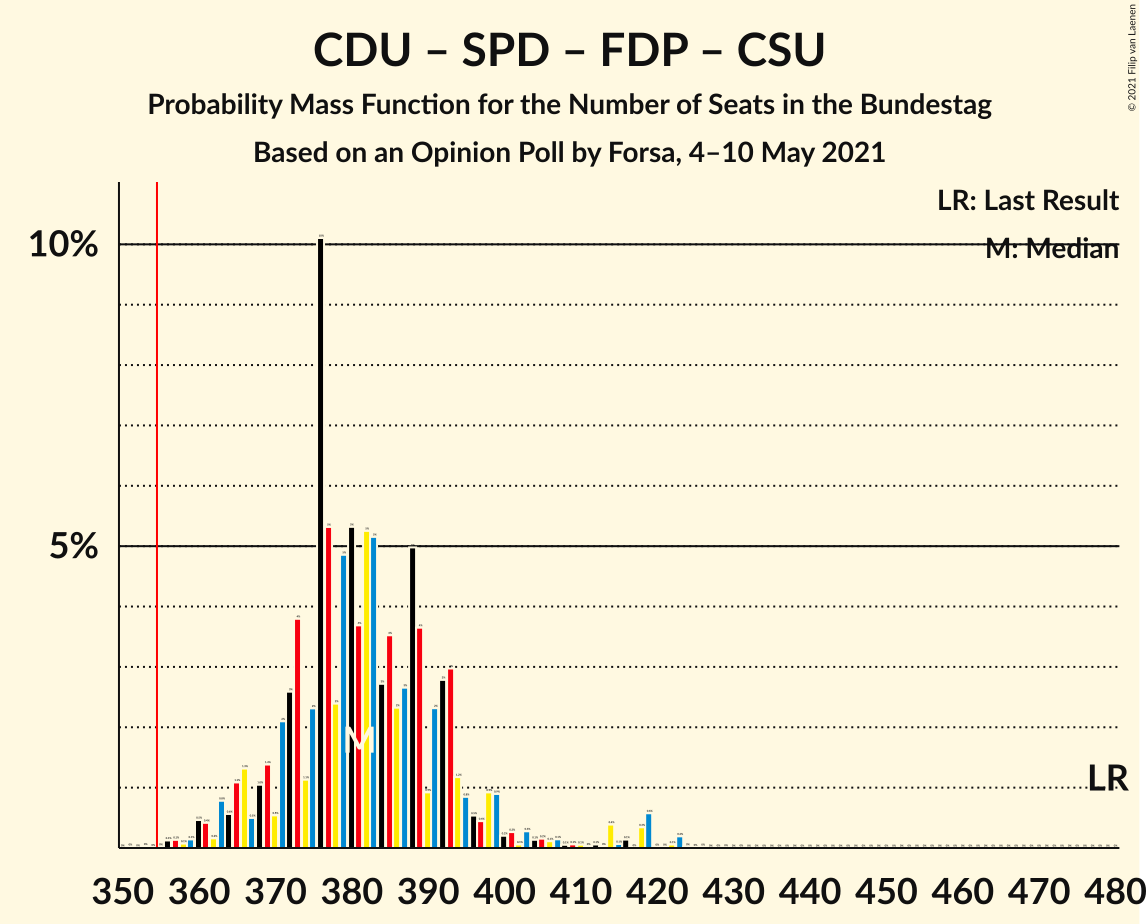 CDU – SPD – FDP – CSU
Probability Mass Function for the Number of Seats in the Bundestag
Based on an Opinion Poll by Forsa, 4–10 May 2021
© 2021 Filip van Laenen
LR: Last Result
M: Median
10%
5%
M
LR
350 360 370 380 390 400 410 420 430 440 450 460 470 480